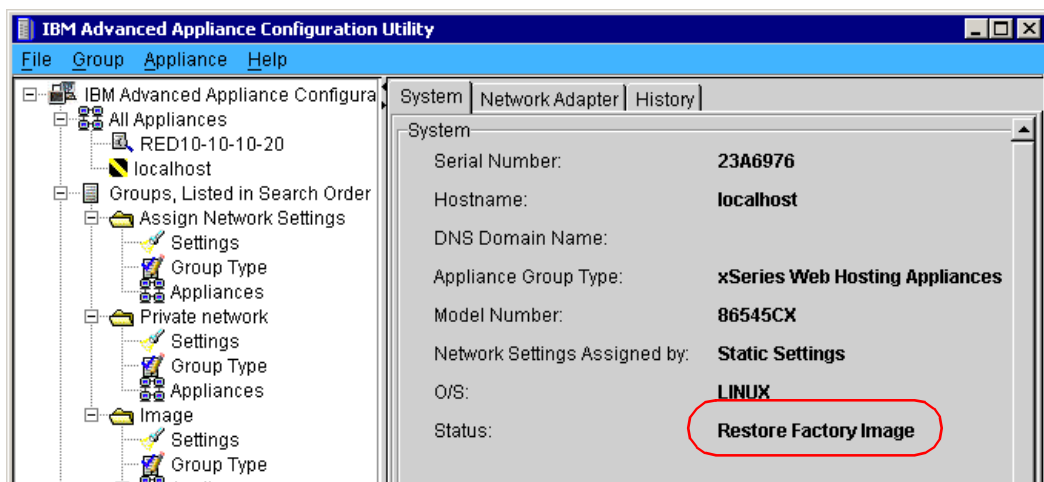 IBM Advanced Appliance Configuration Utility
File Group Appliance Help
IBM Advanced Appliance Configura
All Appliances
RED10-10-10-20
localhost
Groups, Listed in Search Order
Assign Network Settings
Settings
Group Type
Appliances
Private network
Settings
Group Type
Appliances
Image
Settings
Group Type
System Network Adapter History
System
Serial Number: 23A6976
Hostname: localhost
DNS Domain Name:
Appliance Group Type: xSeries Web Hosting Appliances
Model Number: 86545CX
Network Settings Assigned by: Static Settings
O/S: LINUX
Status: Restore Factory Image